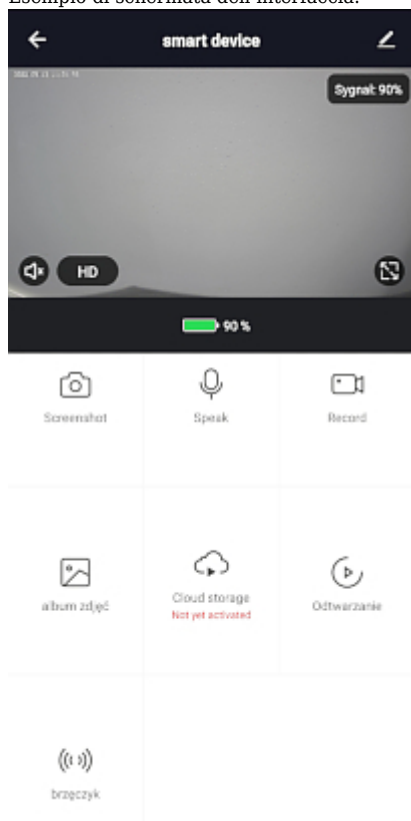 Esempio di schermata dell'interfaccia:
smart device
Sygnał: 90%
HD
90 %
Screenshot
Speak
Record
album zdjęć
Cloud storage
Not yet activated
Odtwarzanie
brzęczyk